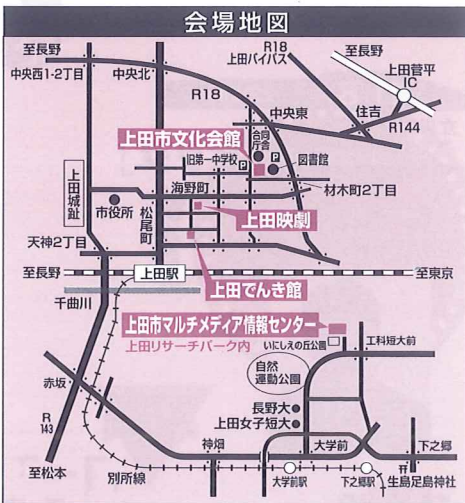 会場地図
至長野
中央西1-2丁目
中央北
R18
R18
上田バイパス
至長野
上田菅平
IC
住吉
R144
中央東
上田市文化会館
合同
庁舎
P
P
図書館
旧第一中学校
海野町
材木町2丁目
上田城趾
市役所
松尾町
上田映劇
天神2丁目
至長野
上田駅
上田でんき館
至東京
千曲川
上田市マルチメディア情報センター
上田リサーチパーク内
いにしえの丘公園
工科短大前
自然
運動公園
赤坂
長野大
上田女子短大
R
143
神畑
大学前
下之郷
至松本
別所線
大学前駅
下之郷駅
生島足島神社